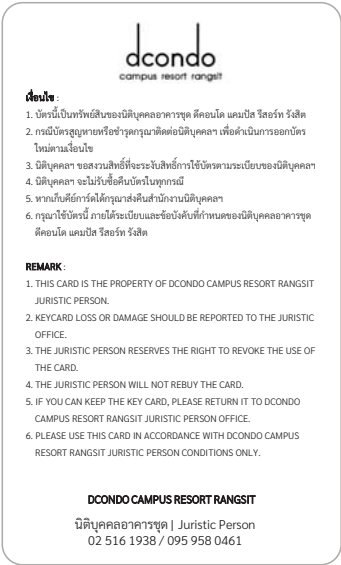 dcondo
campus resort rangsit
เงื่อนไข :
1. บัตรนี้เป็นทรัพย์สินของนิติบุคคลอาคารชุด ดีคอนโด แคมปัส รีสอร์ท รังสิต
2. กรณีบัตรสูญหายหรือชำรุดกรุณาติดต่อนิติบุคคลฯ เพื่อดำเนินการออกบัตร
ใหม่ตามเงื่อนไข
3. นิติบุคคลฯ ขอสงวนสิทธิ์ที่จะระงับสิทธิ์การใช้บัตรตามระเบียบของนิติบุคคลฯ
4. นิติบุคคลฯ จะไม่รับซื้อคืนบัตรในทุกกรณี
5. หากเก็บคีย์การ์ดได้กรุณาส่งคืนสำนักงานนิติบุคคลฯ
6. กรุณาใช้บัตรนี้ ภายใต้ระเบียบและข้อบังคับที่กำหนดของนิติบุคคลอาคารชุด
ดีคอนโด แคมปัส รีสอร์ท รังสิต
REMARK :
1. THIS CARD IS THE PROPERTY OF DCONDO CAMPUS RESORT RANGSIT
JURISTIC PERSON.
2. KEYCARD LOSS OR DAMAGE SHOULD BE REPORTED TO THE JURISTIC
OFFICE.
3. THE JURISTIC PERSON RESERVES THE RIGHT TO REVOKE THE USE OF
THE CARD.
4. THE JURISTIC PERSON WILL NOT REBUY THE CARD.
5. IF YOU CAN KEEP THE KEY CARD, PLEASE RETURN IT TO DCONDO
CAMPUS RESORT RANGSIT JURISTIC PERSON OFFICE.
6. PLEASE USE THIS CARD IN ACCORDANCE WITH DCONDO CAMPUS
RESORT RANGSIT JURISTIC PERSON CONDITIONS ONLY.
DCONDO CAMPUS RESORT RANGSIT
นิติบุคคลอาคารชุด | Juristic Person
02 516 1938 / 095 958 0461